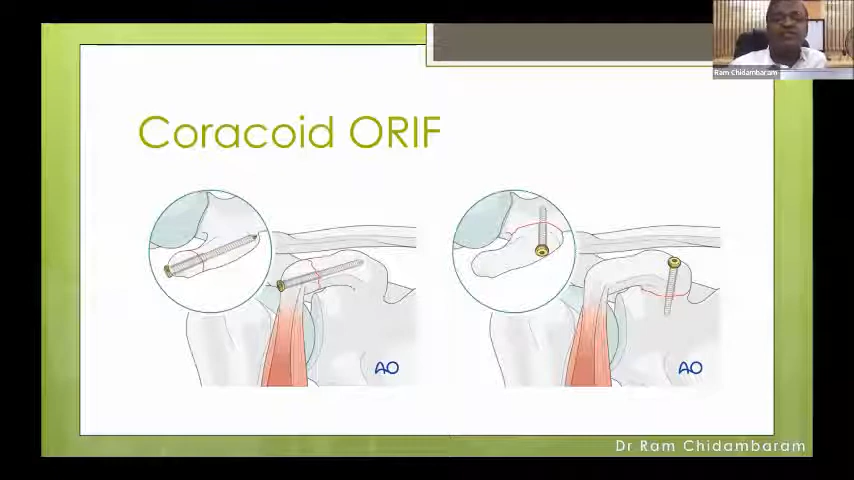 Ram Chidambaram
Coracoid ORIF
AO
AO
Dr Ram Chidambaram